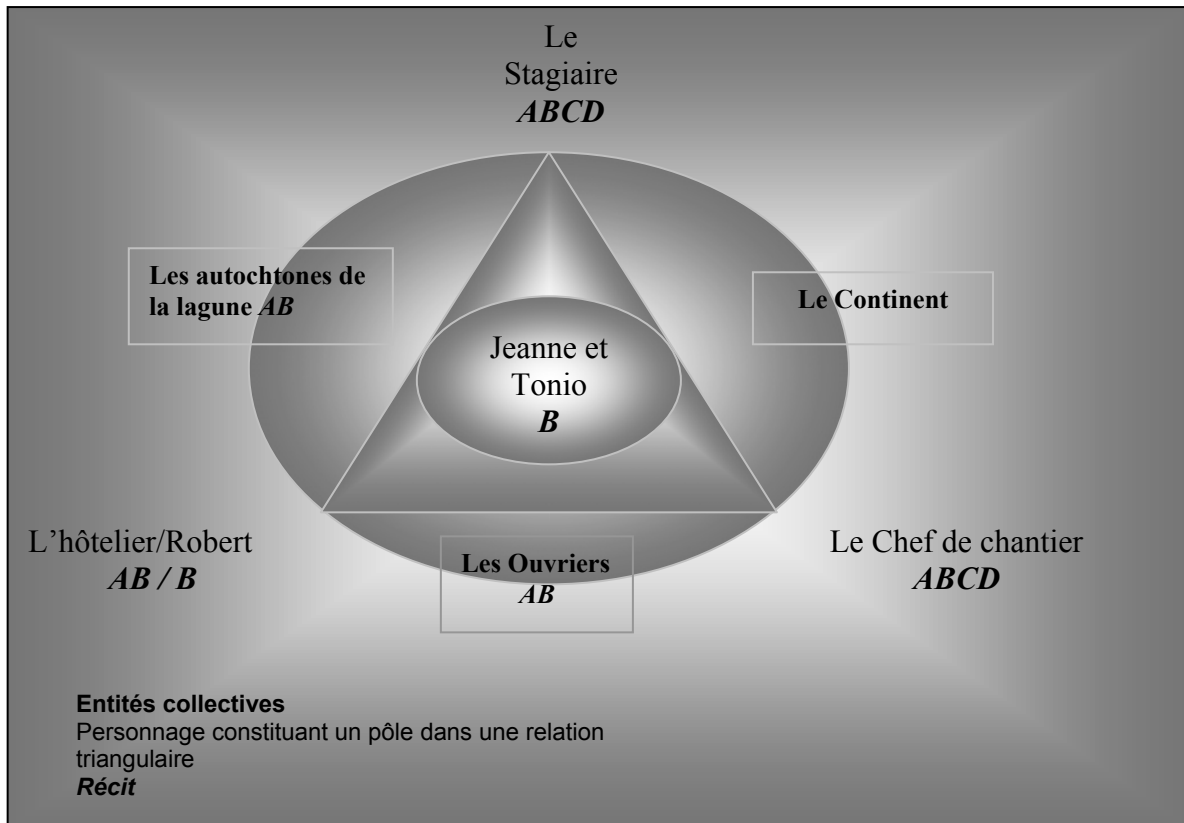 Le
Stagiaire
ABCD
Les autochtones de
la lagune AB
Le Continent
Jeanne et
Tonio
B
L'hôtelier/Robert
AB / B
Les Ouvriers
AB
Le Chef de chantier
ABCD
Entités collectives
Personnage constituant un pôle dans une relation
triangulaire
Récit